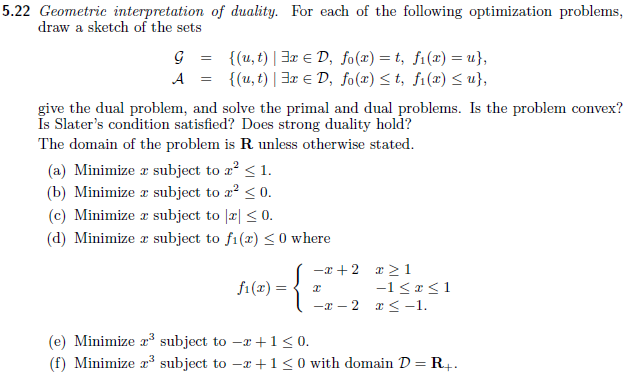 5.22 Geometric interpretation of duality. For each of the following optimization problems,
draw a sketch of the sets
G = {(u, t) | ∃x ∈ D, f₀(x) = t, f₁(x) = u},
A = {(u, t) | ∃x ∈ D, f₀(x) ≤ t, f₁(x) ≤ u},
give the dual problem, and solve the primal and dual problems. Is the problem convex?
Is Slater's condition satisfied? Does strong duality hold?
The domain of the problem is R unless otherwise stated.
(a) Minimize x subject to x² ≤ 1.
(b) Minimize x subject to x² ≤ 0.
(c) Minimize x subject to |x| ≤ 0.
(d) Minimize x subject to f₁(x) ≤ 0 where
f₁(x) = { −x + 2 x ≥ 1
x −1 ≤ x ≤ 1
−x − 2 x ≤ −1.
(e) Minimize x³ subject to −x + 1 ≤ 0.
(f) Minimize x³ subject to −x + 1 ≤ 0 with domain D = R₊.